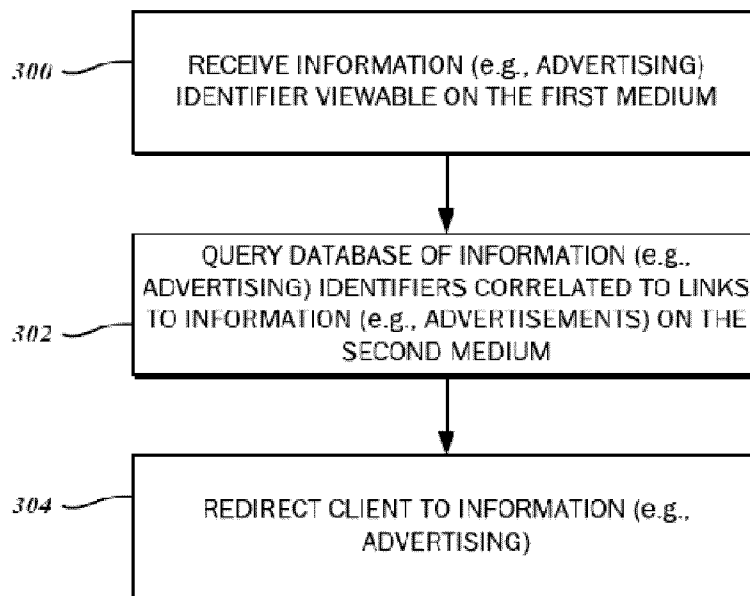 300
RECEIVE INFORMATION (e.g., ADVERTISING)
IDENTIFIER VIEWABLE ON THE FIRST MEDIUM
302
QUERY DATABASE OF INFORMATION (e.g.,
ADVERTISING) IDENTIFIERS CORRELATED TO LINKS
TO INFORMATION (e.g., ADVERTISEMENTS) ON THE
SECOND MEDIUM
304
REDIRECT CLIENT TO INFORMATION (e.g.,
ADVERTISING)